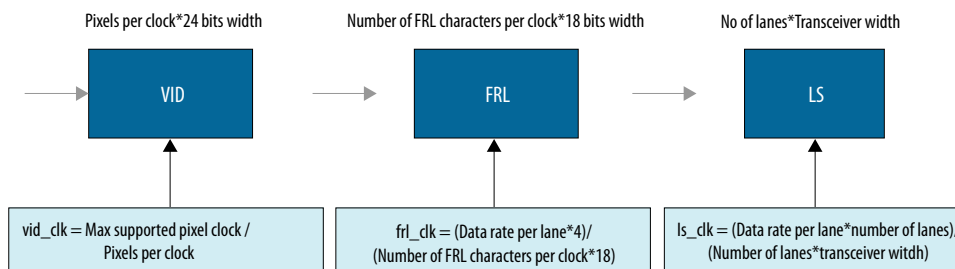 Pixels per clock*24 bits width
Number of FRL characters per clock*18 bits width
No of lanes*Transceiver width
VID
FRL
LS
vid_clk = Max supported pixel clock /
Pixels per clock
frl_clk = (Data rate per lane*4)/
(Number of FRL characters per clock*18)
ls_clk = (Data rate per lane*number of lanes)/
(Number of lanes*transceiver witdh)